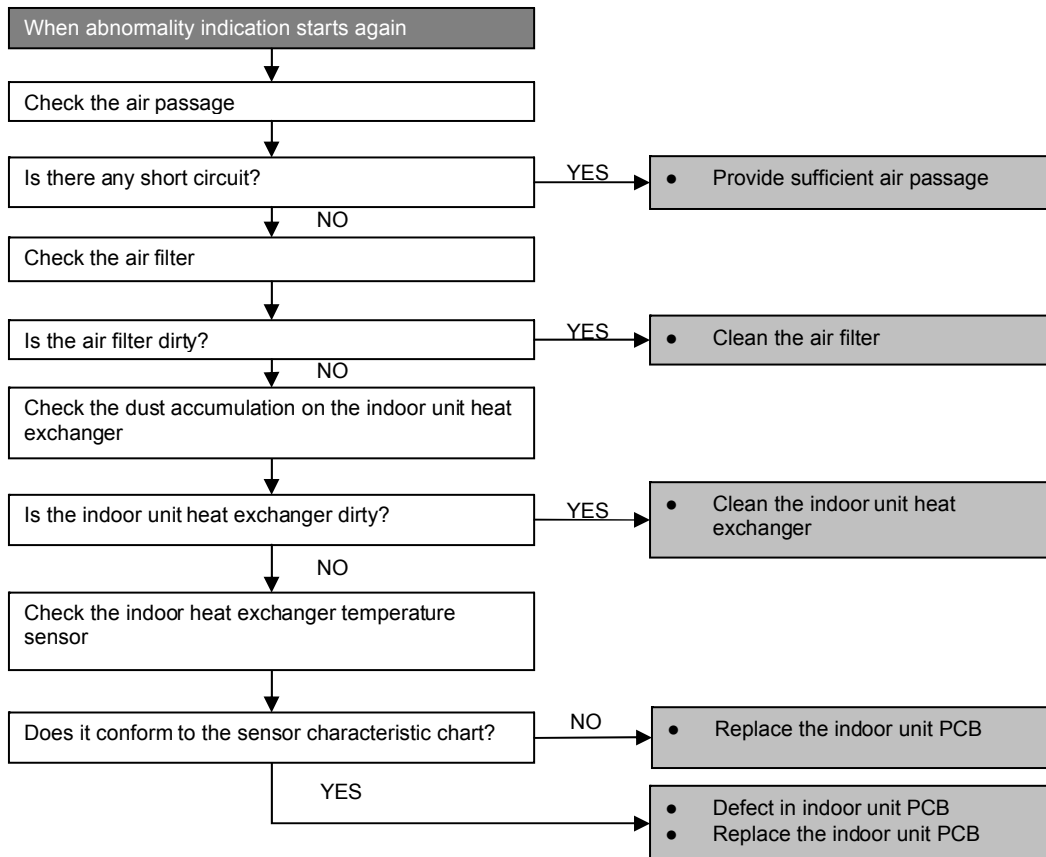 When abnormality indication starts again
Check the air passage
Is there any short circuit?
YES
● Provide sufficient air passage
NO
Check the air filter
Is the air filter dirty?
YES
● Clean the air filter
NO
Check the dust accumulation on the indoor unit heat
exchanger
Is the indoor unit heat exchanger dirty?
YES
● Clean the indoor unit heat
exchanger
NO
Check the indoor heat exchanger temperature
sensor
Does it conform to the sensor characteristic chart?
NO
● Replace the indoor unit PCB
YES
● Defect in indoor unit PCB
● Replace the indoor unit PCB